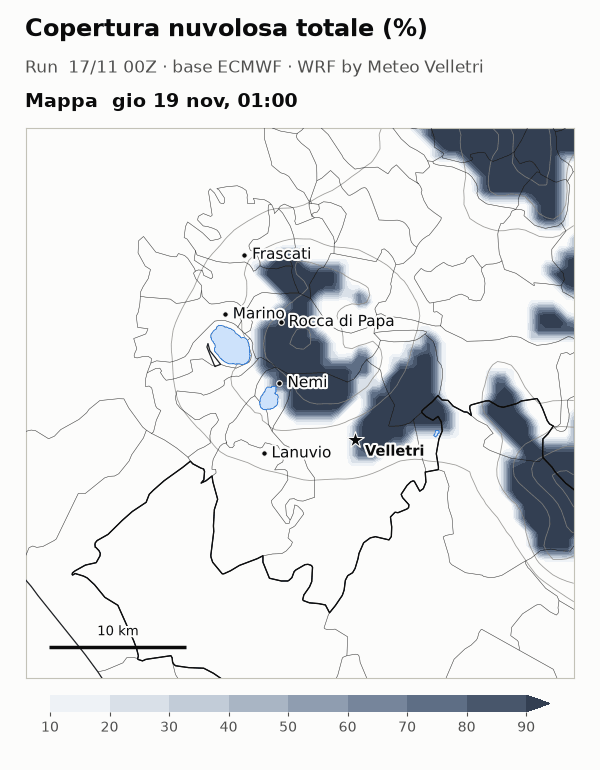 Copertura nuvolosa totale (%)
Run  17/11 00Z · base ECMWF · WRF by Meteo Velletri
Mappa  gio 19 nov, 01:00
Frascati
Marino
Rocca di Papa
Nemi
Velletri
Lanuvio
10 km
10 20 30 40 50 60 70 80 90